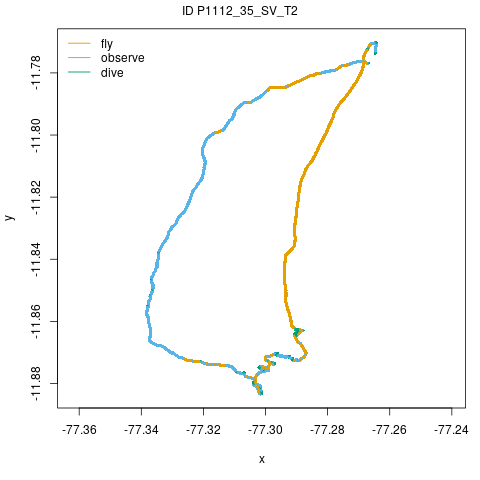 ID P1112_35_SV_T2
fly
observe
dive
y
-11.78
-11.80
-11.82
-11.84
-11.86
-11.88
-77.36
-77.34
-77.32
-77.30
-77.28
-77.26
-77.24
x